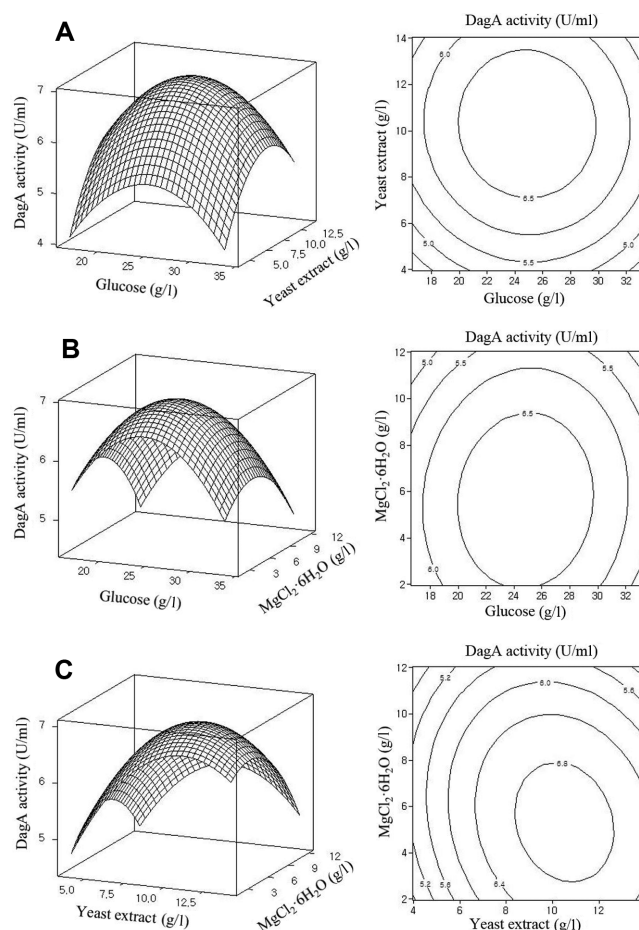 A
DagA activity (U/ml)
7
6
5
4
20
25
30
35
Glucose (g/l)
5.0
7.5
10.0
12.5
Yeast extract (g/l)
DagA activity (U/ml)
Yeast extract (g/l)
14
12
10
8
6
4
6.0
6.5
5.0
5.5
5.0
18 20 22 24 26 28 30 32
Glucose (g/l)
B
DagA activity (U/ml)
7
6
5
20
25
30
35
Glucose (g/l)
3
6
9
12
MgCl₂·6H₂O (g/l)
DagA activity (U/ml)
MgCl₂·6H₂O (g/l)
12
10
8
6
4
2
5.0
5.5
5.5
6.5
6.0
18 20 22 24 26 28 30 32
Glucose (g/l)
C
DagA activity (U/ml)
7
6
5
5.0
7.5
10.0
12.5
Yeast extract (g/l)
3
6
9
12
MgCl₂·6H₂O (g/l)
DagA activity (U/ml)
MgCl₂·6H₂O (g/l)
12
10
8
6
4
2
5.2
6.0
5.6
6.8
5.2
5.6
6.4
4 6 8 10 12
Yeast extract (g/l)